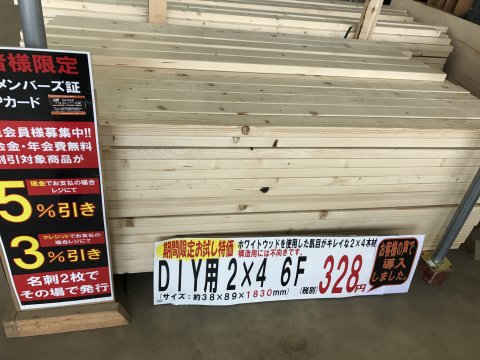 者様限定
メンバーズ証
Pカード
会員様募集中!!
会金・年会費無料
割引対象商品が
現金でお支払の場合
レジにて
5%引き
クレジットでお支払の
場合レジにて
3%引き
名刺2枚で
その場で発行
期間限定お試し特価
ホワイトウッドを使用した肌目がキレイな2×4木材
構造用には不向きです。
DIY用 2×4 6F
(税別)
328円
(サイズ:約38×89×1830mm)
お客様の声で
導入
しました。